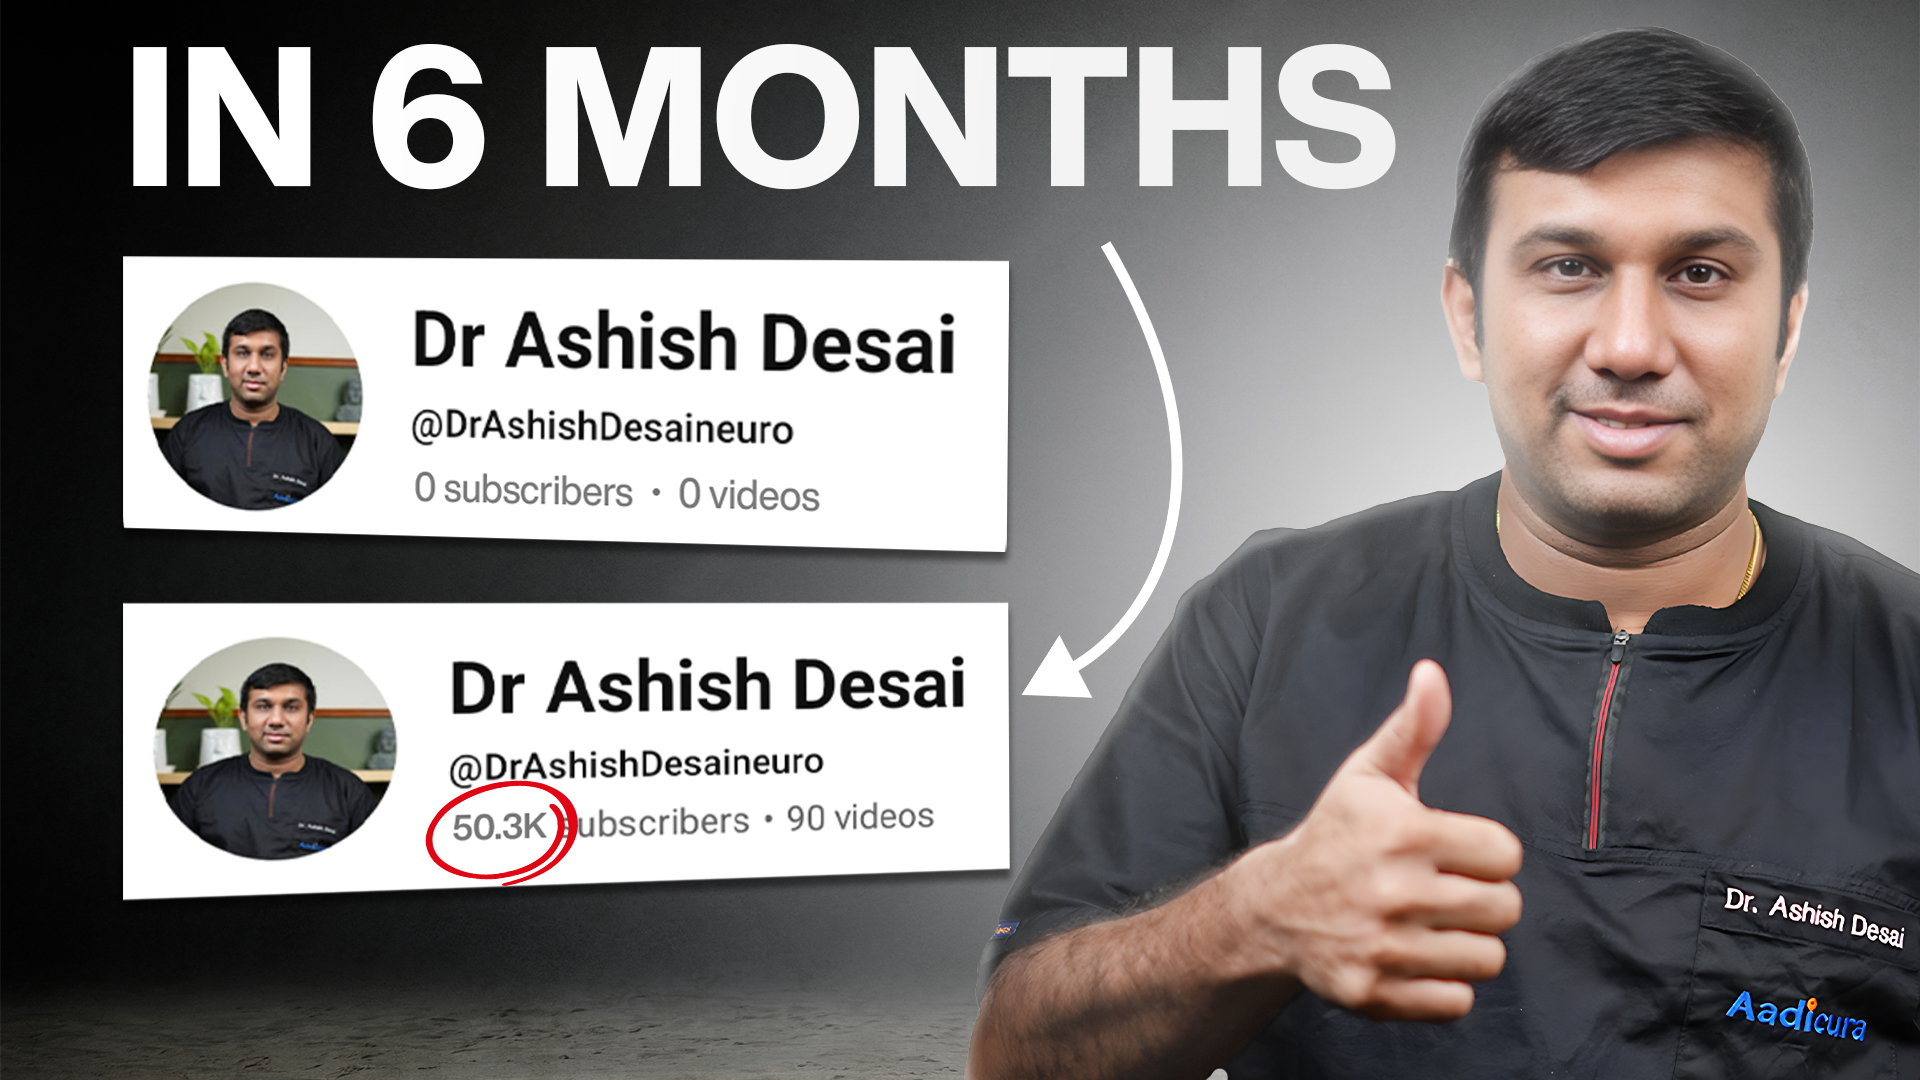 IN 6 MONTHS
Dr Ashish Desai
@DrAshishDesaineuro
0 subscribers • 0 videos
Dr Ashish Desai
@DrAshishDesaineuro
50.3K subscribers • 90 videos
Dr. Ashish Desai
Aadicura